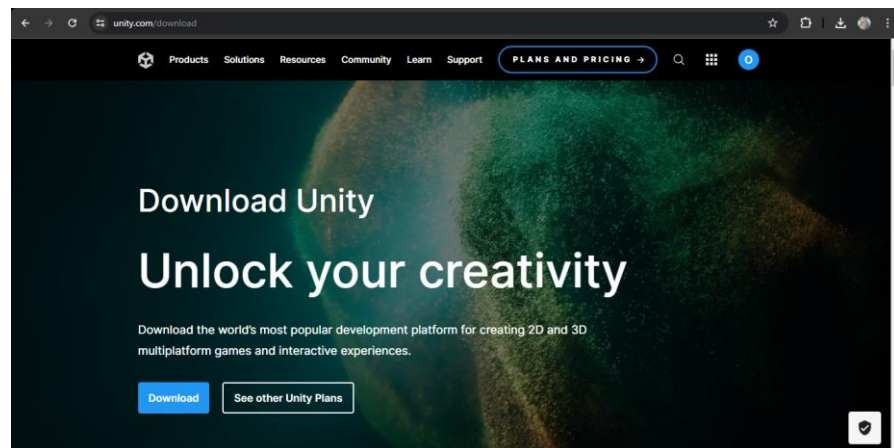 unity.com/download
Products Solutions Resources Community Learn Support PLANS AND PRICING → O
Download Unity
Unlock your creativity
Download the world's most popular development platform for creating 2D and 3D
multiplatform games and interactive experiences.
Download See other Unity Plans